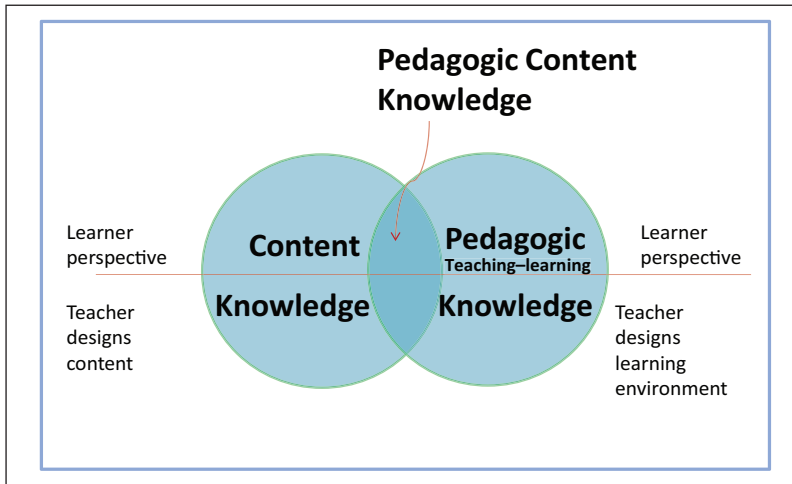 Pedagogic Content
Knowledge
Learner
perspective
Content
Pedagogic
Teaching–learning
Learner
perspective
Knowledge
Knowledge
Teacher
designs
content
Teacher
designs
learning
environment